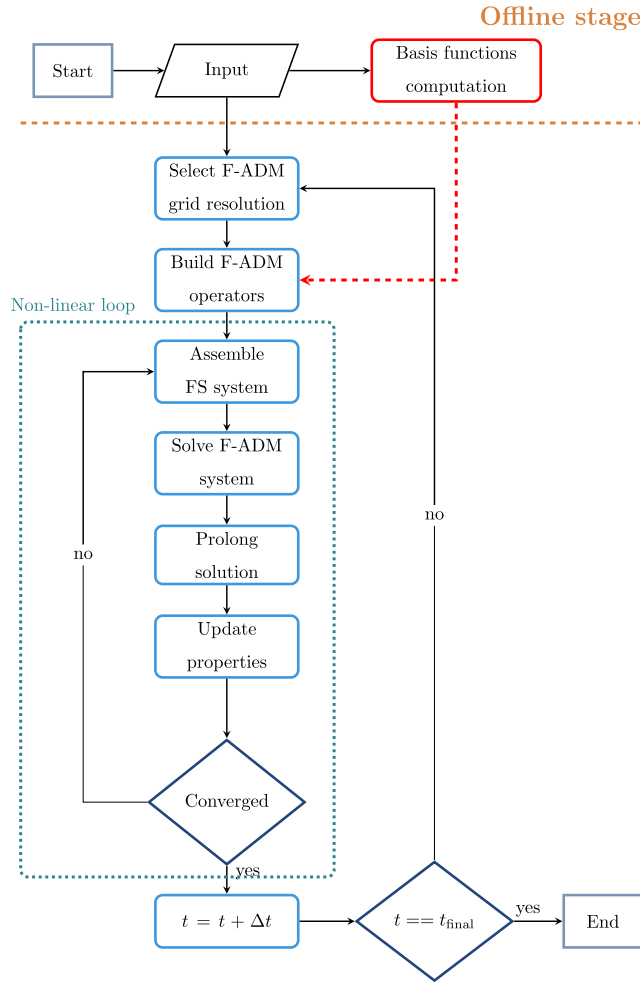 Offline stage
Start
Input
Basis functions
computation
Select F-ADM
grid resolution
Build F-ADM
operators
Non-linear loop
Assemble
FS system
Solve F-ADM
system
no
Prolong
solution
no
Update
properties
Converged
yes
t = t + Δt
t == t_final
yes
End